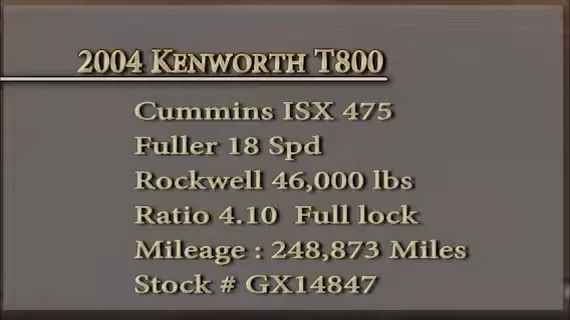 2004 KENWORTH T800
Cummins ISX 475
Fuller 18 Spd
Rockwell 46,000 lbs
Ratio 4.10 Full lock
Mileage : 248,873 Miles
Stock # GX14847